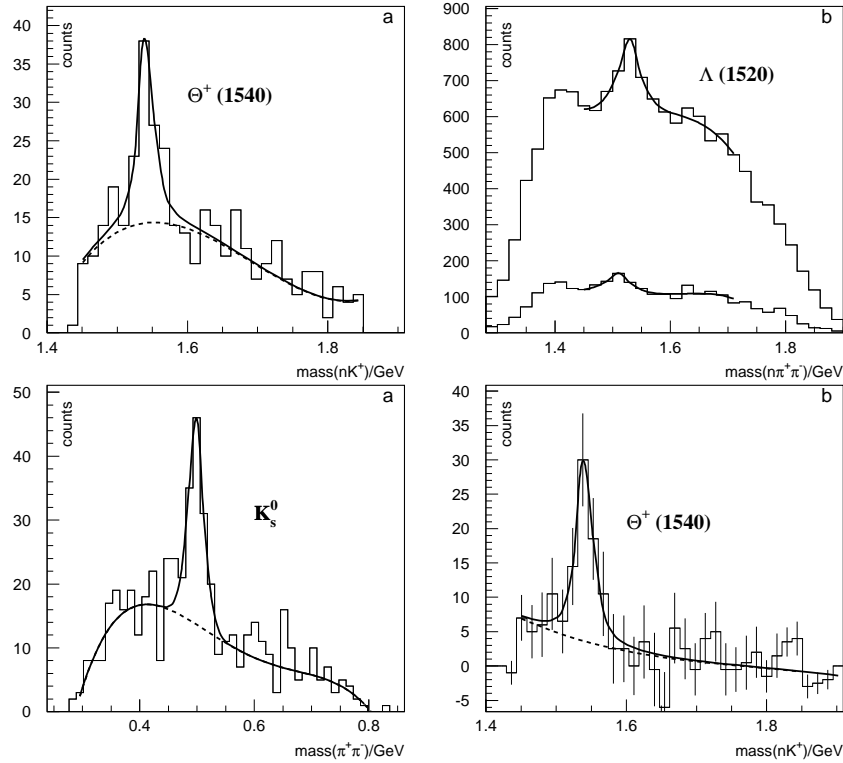 a
counts
40
35
30
25
20
15
10
5
0
Θ⁺ (1540)
1.4 1.6 1.8
mass(nK⁺)/GeV
b
counts
900
800
700
600
500
400
300
200
100
0
Λ (1520)
1.4 1.6 1.8
mass(nπ⁺π⁻)/GeV
a
counts
50
40
30
20
10
0
K⁰ₛ
0.4 0.6 0.8
mass(π⁺π⁻)/GeV
b
counts
40
35
30
25
20
15
10
5
0
-5
Θ⁺ (1540)
1.4 1.6 1.8
mass(nK⁺)/GeV